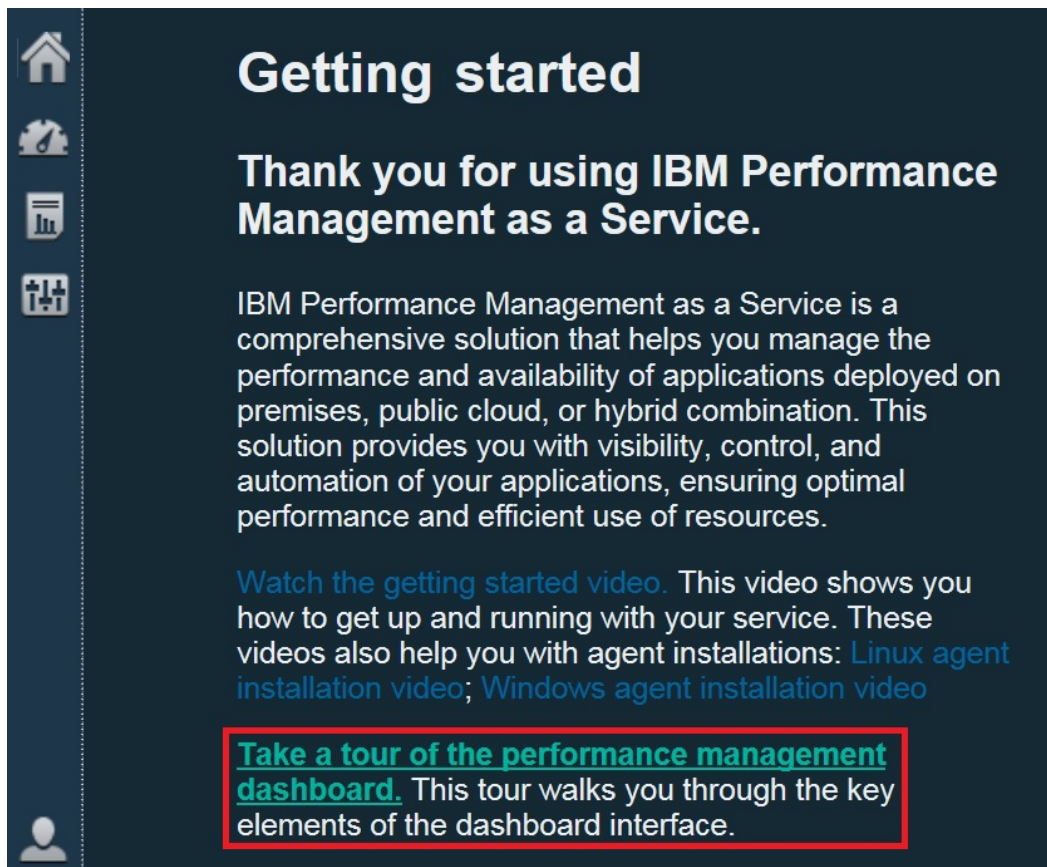 Getting started
Thank you for using IBM Performance
Management as a Service.
IBM Performance Management as a Service is a
comprehensive solution that helps you manage the
performance and availability of applications deployed on
premises, public cloud, or hybrid combination. This
solution provides you with visibility, control, and
automation of your applications, ensuring optimal
performance and efficient use of resources.
Watch the getting started video. This video shows you
how to get up and running with your service. These
videos also help you with agent installations: Linux agent
installation video; Windows agent installation video
Take a tour of the performance management
dashboard. This tour walks you through the key
elements of the dashboard interface.